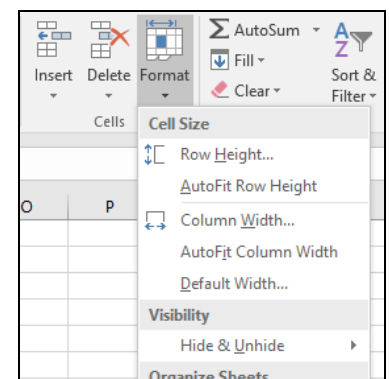 AutoSum
Fill
Clear
Insert Delete Format
Sort &
Filter
Cells
Cell Size
Row Height...
AutoFit Row Height
O P
Column Width...
AutoFit Column Width
Default Width...
Visibility
Hide & Unhide
Organize Sheets